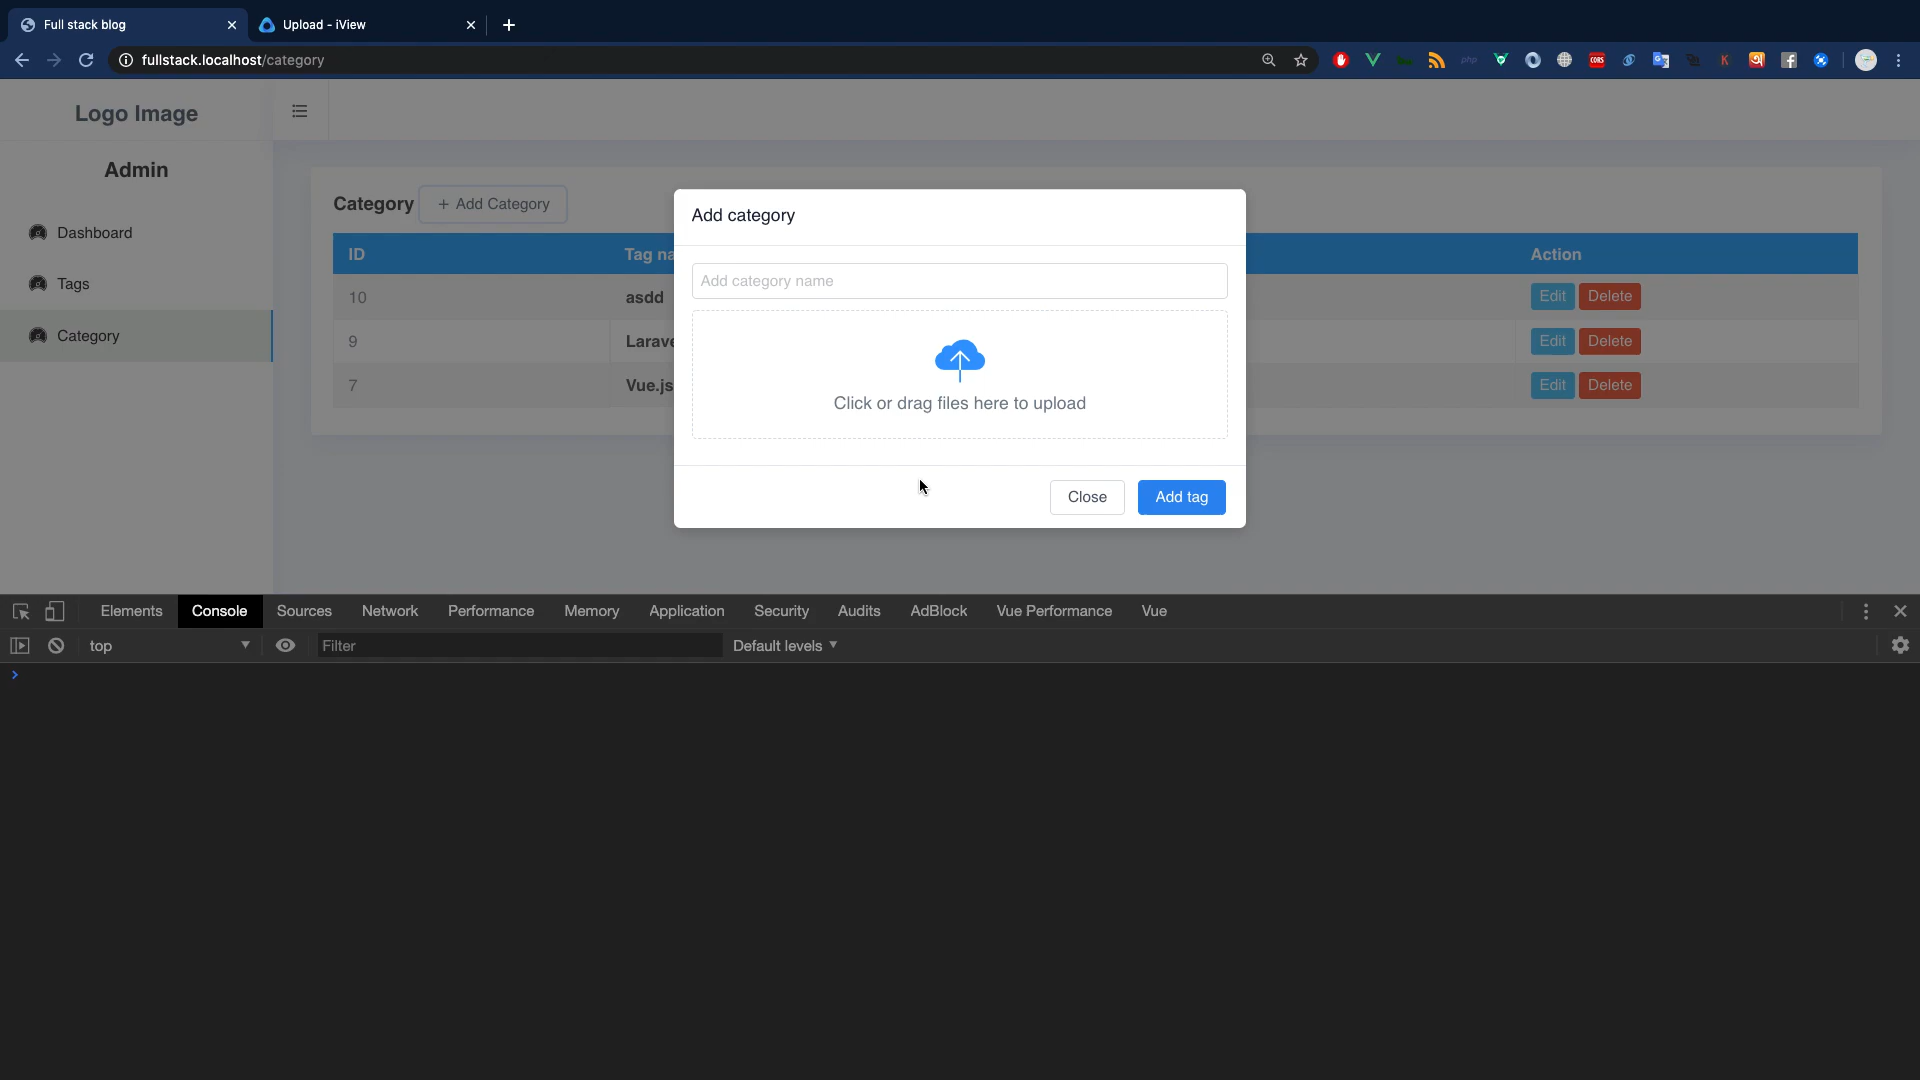 Full stack blog
Upload - iView
fullstack.localhost/category
CORS
php
K
Logo Image
Admin
Dashboard
Tags
Category
Category + Add Category
ID Tag na Action
10 asdd Edit Delete
9 Larave Edit Delete
7 Vue.js Edit Delete
Add category
Add category name
Click or drag files here to upload
Close Add tag
Elements Console Sources Network Performance Memory Application Security Audits AdBlock Vue Performance Vue
top Filter Default levels